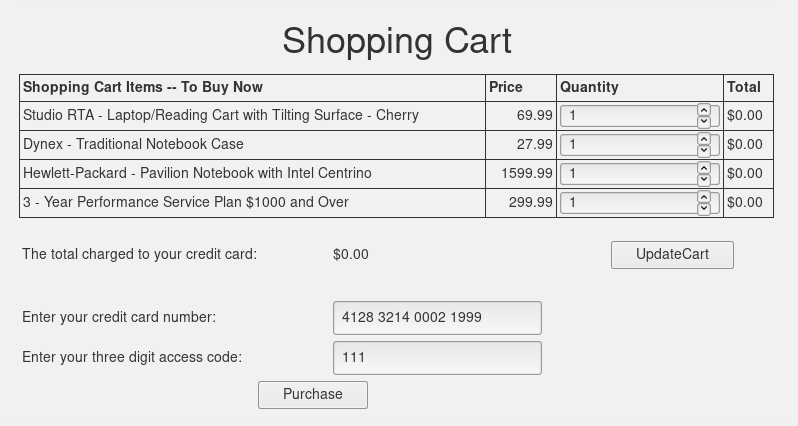 Shopping Cart
Shopping Cart Items -- To Buy Now Price Quantity Total
Studio RTA - Laptop/Reading Cart with Tilting Surface - Cherry 69.99 1 $0.00
Dynex - Traditional Notebook Case 27.99 1 $0.00
Hewlett-Packard - Pavilion Notebook with Intel Centrino 1599.99 1 $0.00
3 - Year Performance Service Plan $1000 and Over 299.99 1 $0.00
The total charged to your credit card: $0.00 UpdateCart
Enter your credit card number: 4128 3214 0002 1999
Enter your three digit access code: 111
Purchase